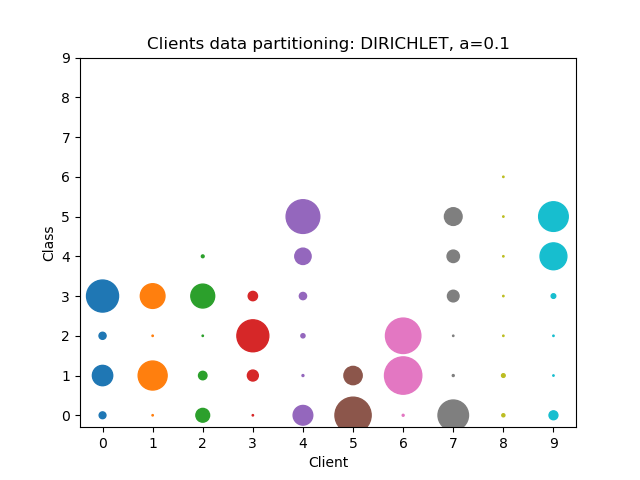 Clients data partitioning: DIRICHLET, a=0.1
9
8
7
6
5
4
3
2
1
0
Class
0 1 2 3 4 5 6 7 8 9
Client